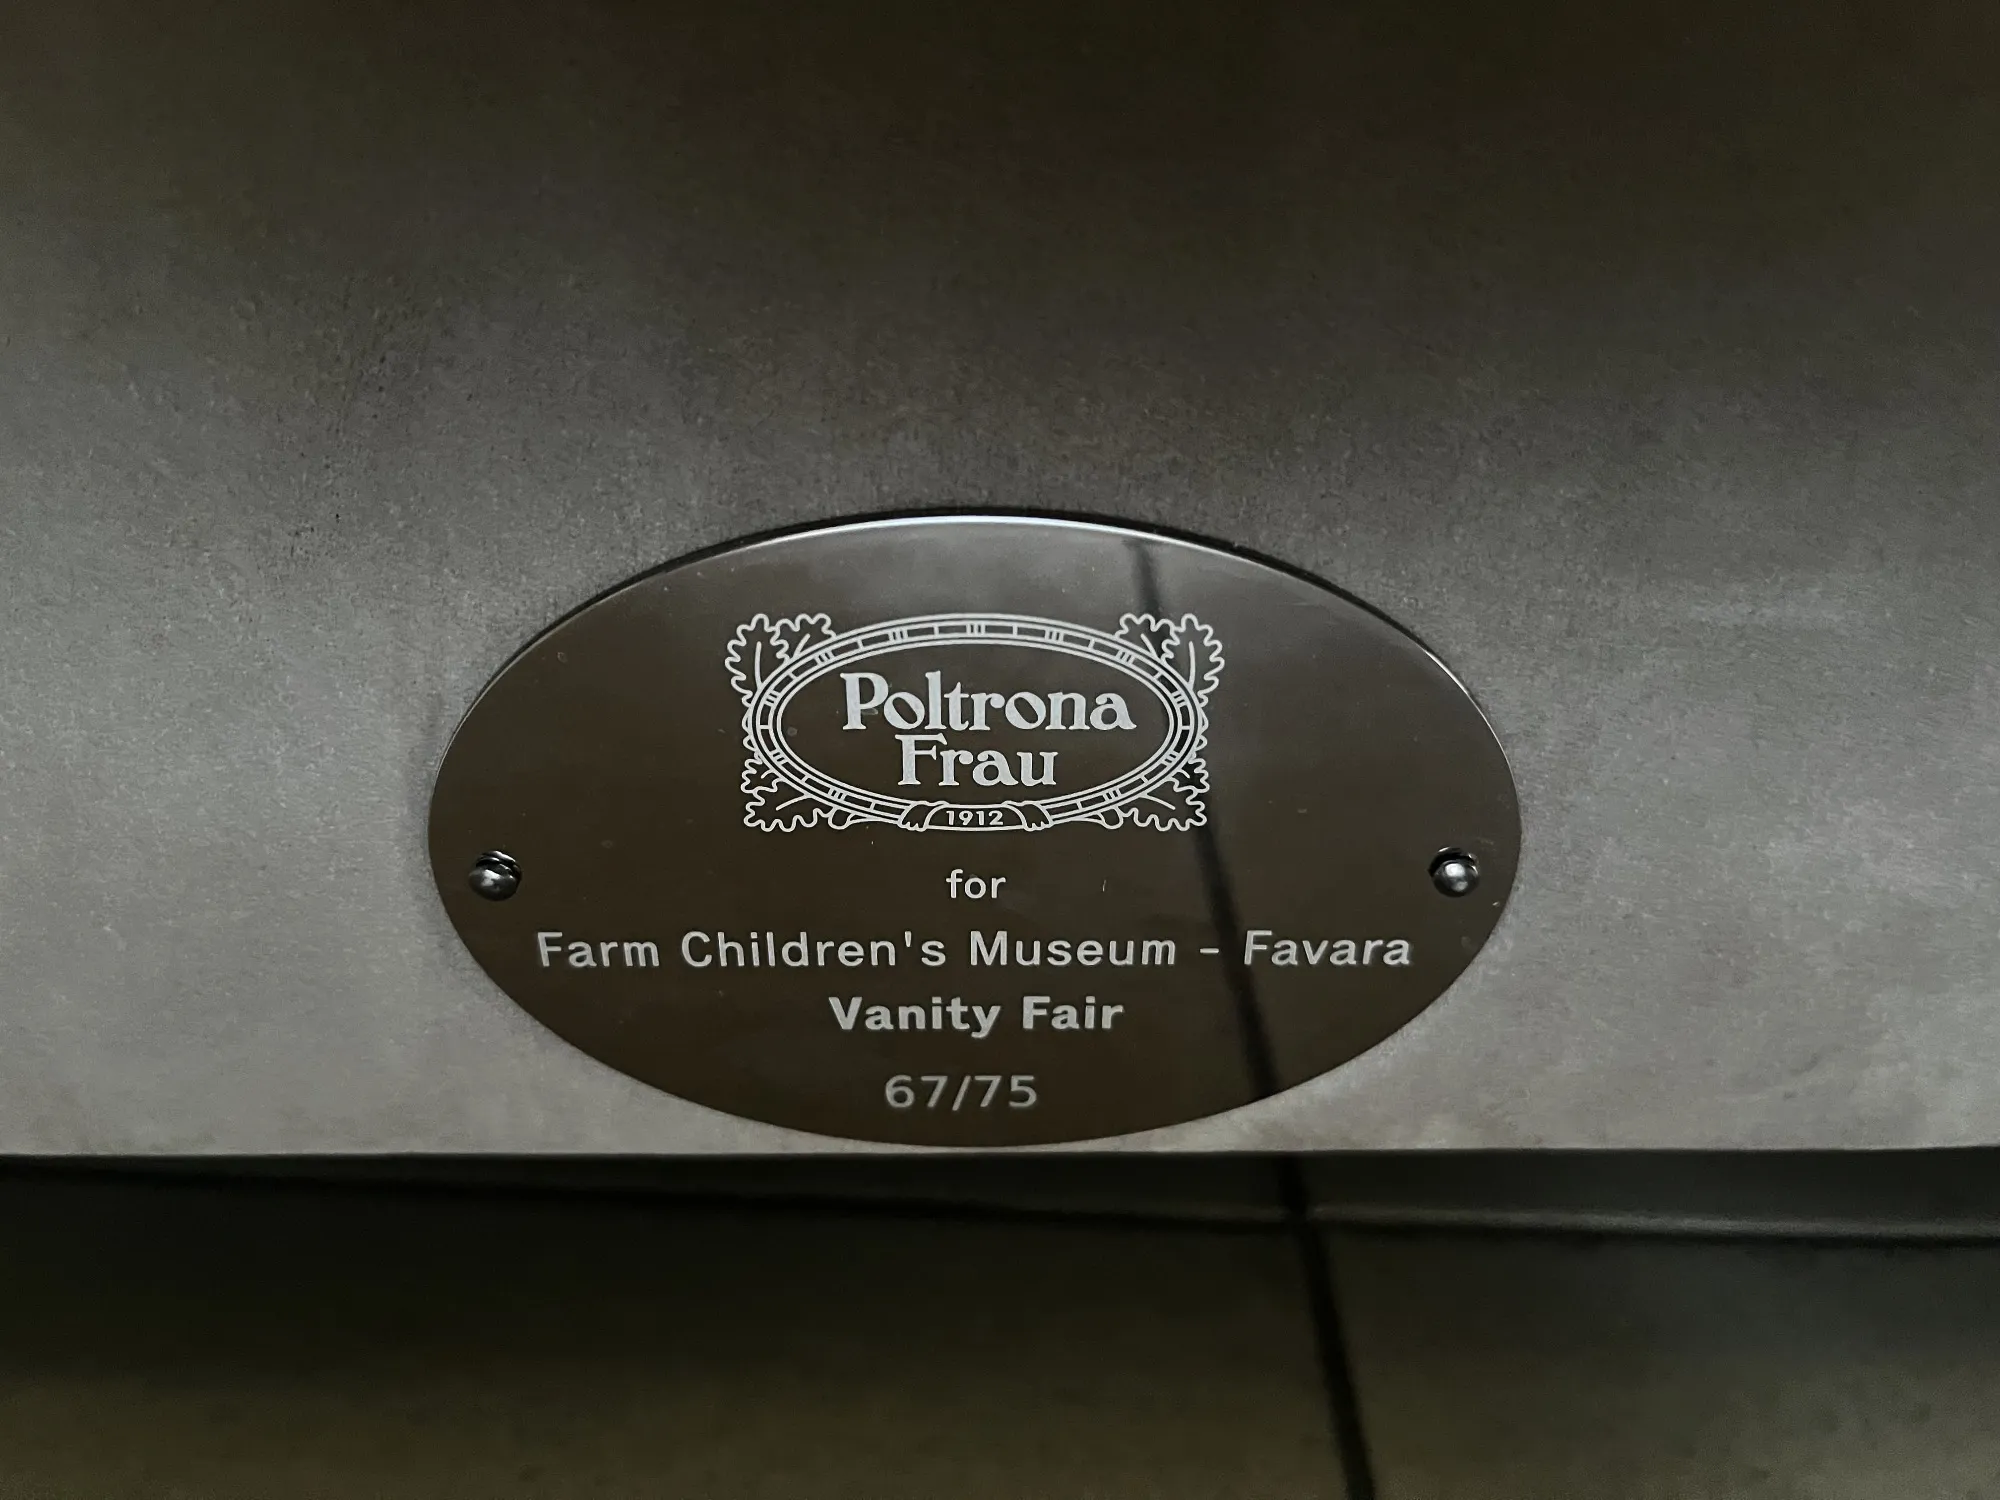 Poltrona
Frau
1912
for
Farm Children's Museum - Favara
Vanity Fair
67/75